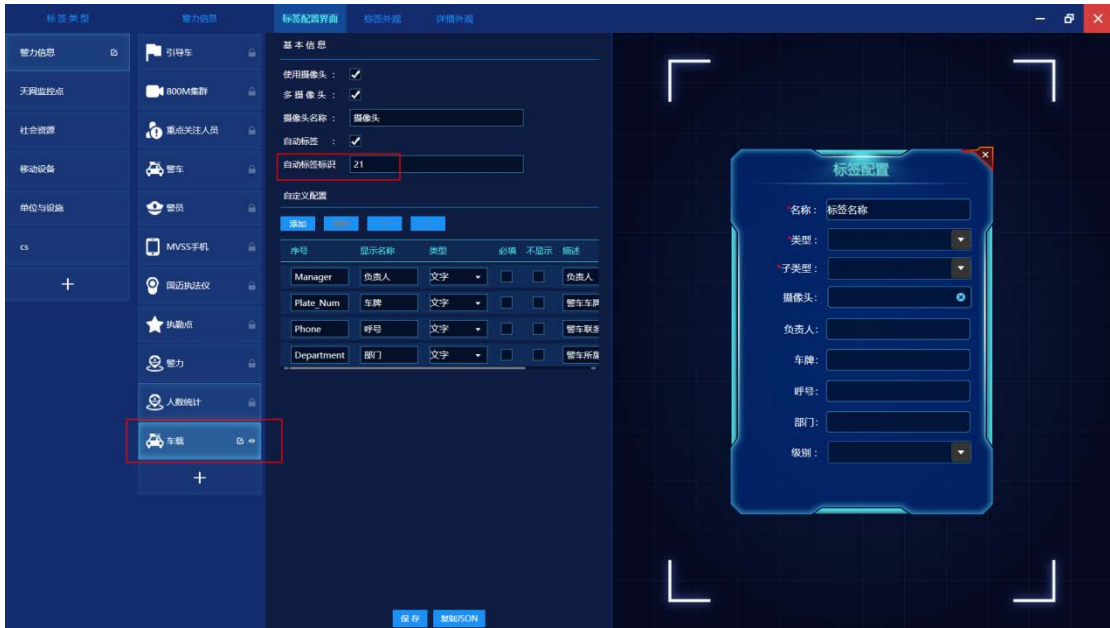 标签类型
警力信息
标签配置界面
标签外观
详情外观
警力信息
天网监控点
社会资源
移动设备
单位与设施
cs
+
引导车
800M集群
重点关注人员
警车
警员
MVSS手机
国迈执法仪
执勤点
警力
人数统计
车载
+
基本信息
使用摄像头：
多摄像头：
摄像头名称： 摄像头
自动标签 ：
自动标签标识 21
自定义配置
添加
序号 显示名称 类型 必填 不显示 描述
Manager 负责人 文字 负责人
Plate_Num 车牌 文字 警车车牌
Phone 呼号 文字 警车联系
Department 部门 文字 警车所属
保存 复制JSON
标签配置
*名称： 标签名称
*类型：
*子类型：
摄像头:
负责人:
车牌:
呼号:
部门:
级别：